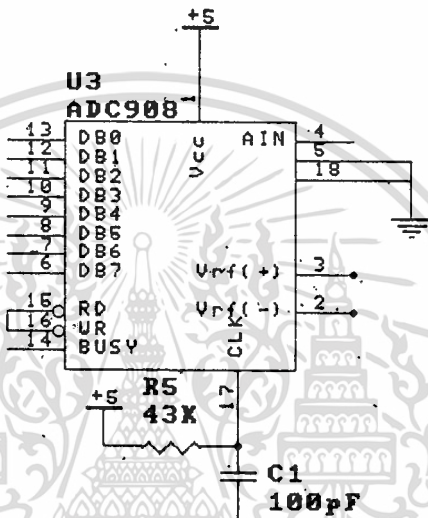 +5
U3
ADC908
1
Vcc
13 DB0
12 DB1
11 DB2
10 DB3
9 DB4
8 DB5
7 DB6
6 DB7
15 RD
16 WR
14 BUSY
AIN 4
5
18
Vrf(+) 3
Vrf(-) 2
CLK
17
+5
R5
43K
C1
100pF